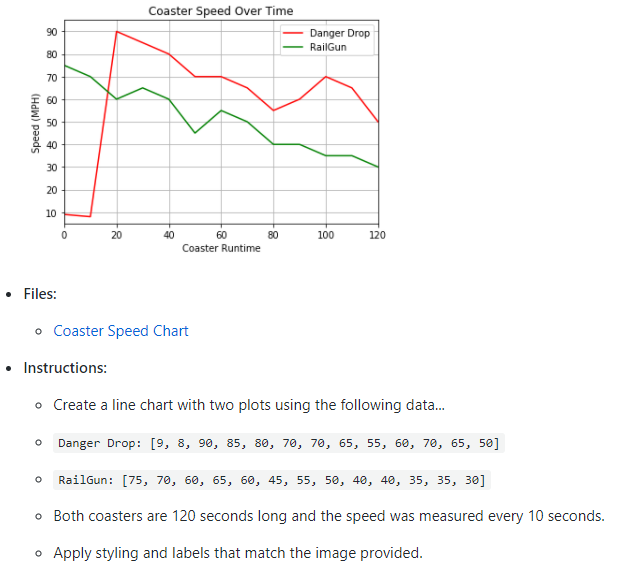 Coaster Speed Over Time
Danger Drop
RailGun
90
80
70
60
50
40
30
20
10
Speed (MPH)
0 20 40 60 80 100 120
Coaster Runtime
• Files:
◦ Coaster Speed Chart
• Instructions:
◦ Create a line chart with two plots using the following data...
◦ Danger Drop: [9, 8, 90, 85, 80, 70, 70, 65, 55, 60, 70, 65, 50]
◦ RailGun: [75, 70, 60, 65, 60, 45, 55, 50, 40, 40, 35, 35, 30]
◦ Both coasters are 120 seconds long and the speed was measured every 10 seconds.
◦ Apply styling and labels that match the image provided.